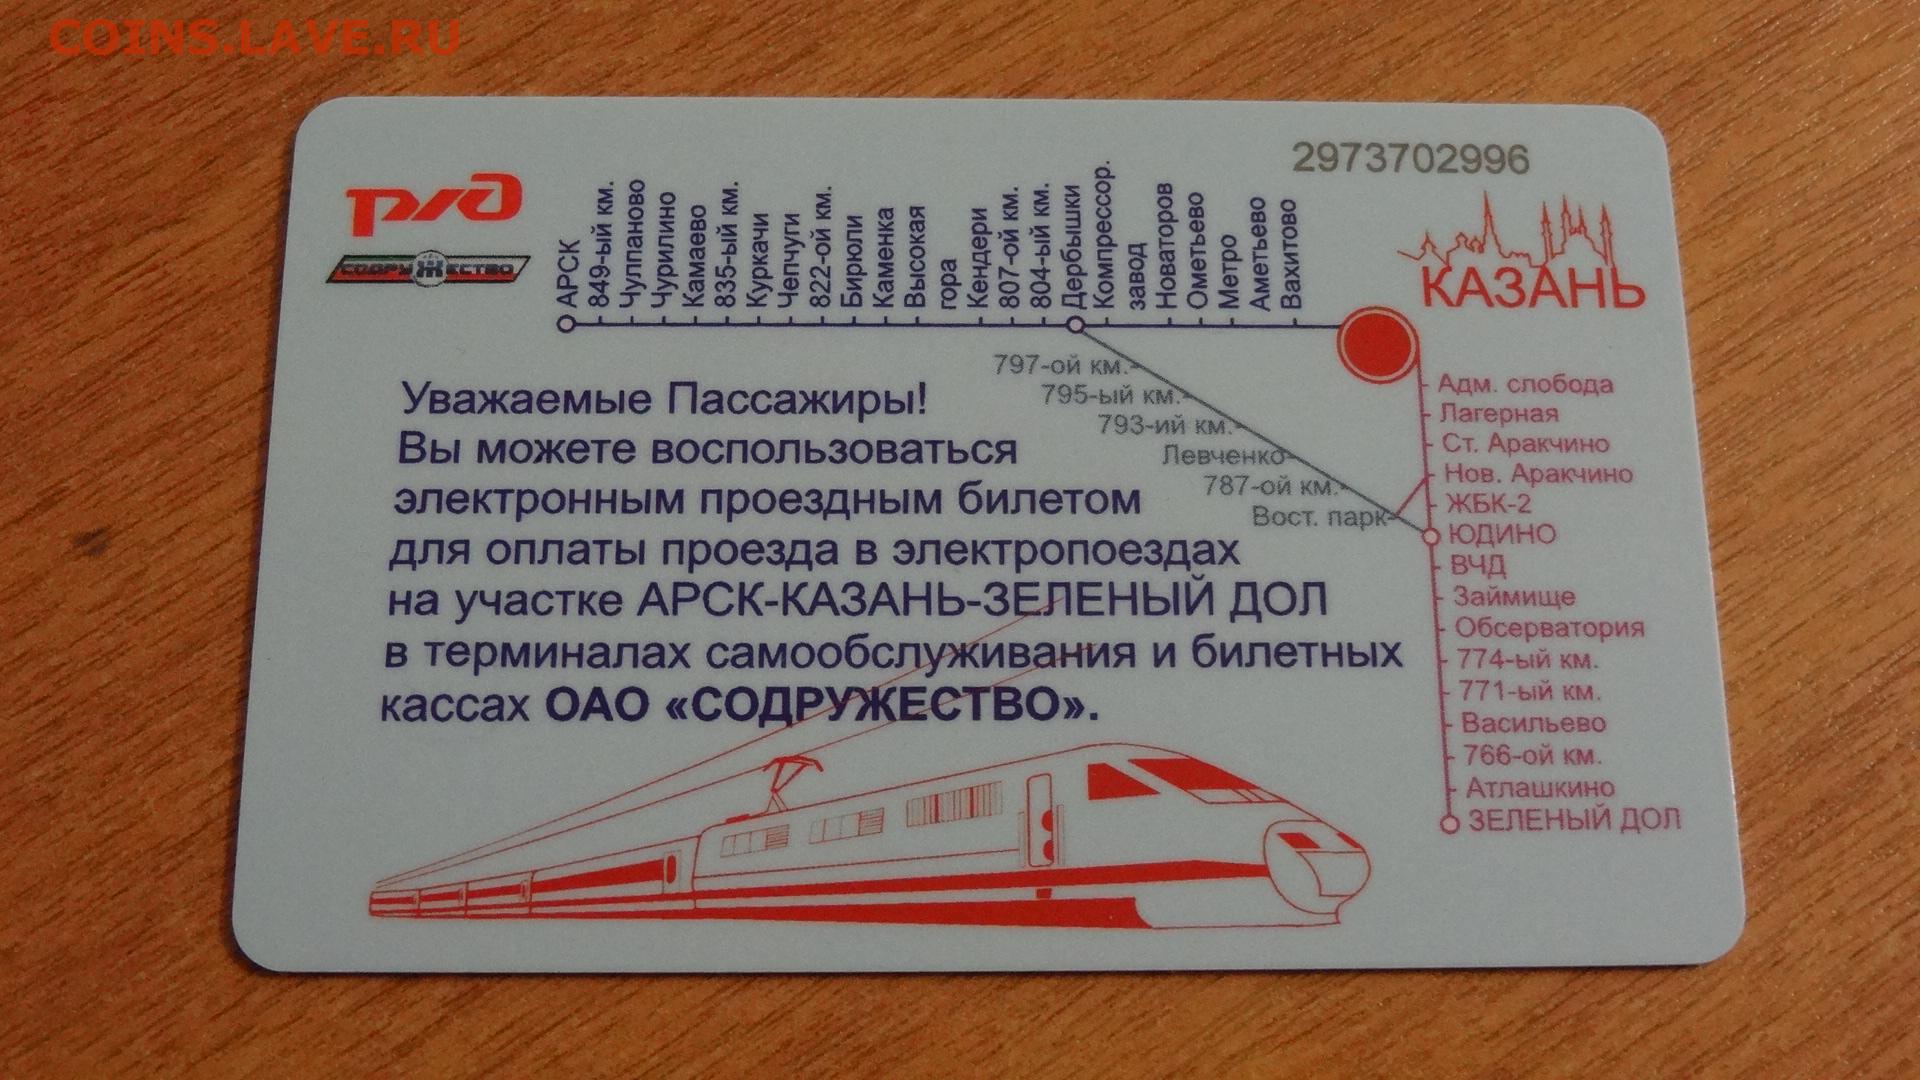 COINS.LAVE.RU
2973702996
РЖД
СОДРУЖЕСТВО
КАЗАНЬ
АРСК
849-ый км.
Чулпаново
Чурилино
Камаево
835-ый км.
Куркачи
Чепчуги
822-ой км.
Бирюли
Каменка
Высокая
гора
Кендери
807-ой км.
804-ый км.
Дербышки
Компрессор.
завод
Новаторов
Ометьево
Метро
Аметьево
Вахитово
797-ой км.
795-ый км.
793-ий км.
Левченко
787-ой км.
Вост. парк
Адм. слобода
Лагерная
Ст. Аракчино
Нов. Аракчино
ЖБК-2
ЮДИНО
ВЧД
Займище
Обсерватория
774-ый км.
771-ый км.
Васильево
766-ой км.
Атлашкино
ЗЕЛЕНЫЙ ДОЛ
Уважаемые Пассажиры!
Вы можете воспользоваться
электронным проездным билетом
для оплаты проезда в электропоездах
на участке АРСК-КАЗАНЬ-ЗЕЛЕНЫЙ ДОЛ
в терминалах самообслуживания и билетных
кассах ОАО «СОДРУЖЕСТВО».